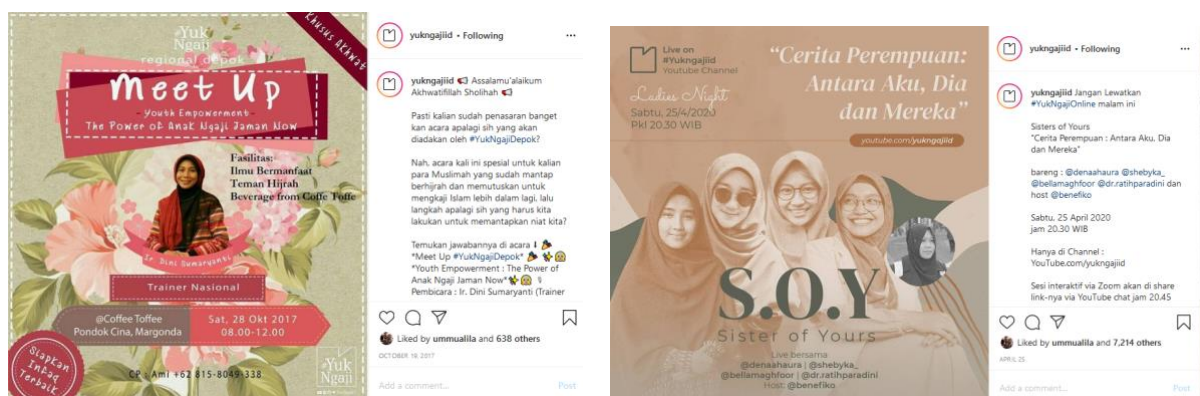 #Yuk
Ngaji
regional depok
Khusus Akhwat
Meet Up
- Youth Empowerment -
The Power of Anak Ngaji Jaman Now
Fasilitas:
Ilmu Bermanfaat
Teman Hijrah
Beverage from Coffe Toffe
Ir. Dini Sumaryanti
Trainer Nasional
@Coffee Toffee
Pondok Cina, Margonda
Sat, 28 Okt 2017
08.00-12.00
Siapkan
Infaq
Terbaik
CP : Ami +62 815-8049-338
#Yuk
Ngaji
yukngajiid • Following
yukngajiid 📢 Assalamu'alaikum
Akhwatifillah Sholihah 📢
Pasti kalian sudah penasaran banget
kan acara apalagi sih yang akan
diadakan oleh #YukNgajiDepok?
Nah, acara kali ini spesial untuk kalian
para Muslimah yang sudah mantap
berhijrah dan memutuskan untuk
mengkaji Islam lebih dalam lagi, lalu
langkah apalagi sih yang harus kita
lakukan untuk memantapkan niat kita?
Temukan jawabannya di acara
*Meet Up #YukNgajiDepok*
*Youth Empowerment : The Power of
Anak Ngaji Jaman Now*
Pembicara : Ir. Dini Sumaryanti (Trainer
Liked by ummualila and 638 others
OCTOBER 19, 2017
Add a comment...
Post
Live on
#Yukngajiid
Youtube Channel
Ladies Night
Sabtu, 25/4/2020
Pkl 20.30 WIB
"Cerita Perempuan:
Antara Aku, Dia
dan Mereka"
youtube.com/yukngajiid
S.O.Y
Sister of Yours
Live bersama
@denaahaura | @shebyka_
@bellamaghfoor | @dr.ratihparadini
Host: @benefiko
yukngajiid • Following
yukngajiid Jangan Lewatkan
#YukNgajiOnline malam ini
Sisters of Yours
"Cerita Perempuan : Antara Aku, Dia
dan Mereka"
bareng : @denaahaura @shebyka_
@bellamaghfoor @dr.ratihparadini dan
host @benefiko
Sabtu, 25 April 2020
jam 20.30 WIB
Hanya di Channel :
YouTube.com/yukngajiid
Sesi interaktif via Zoom akan di share
link-nya via YouTube chat jam 20.45
Liked by ummualila and 7,214 others
APRIL 25
Add a comment...
Post